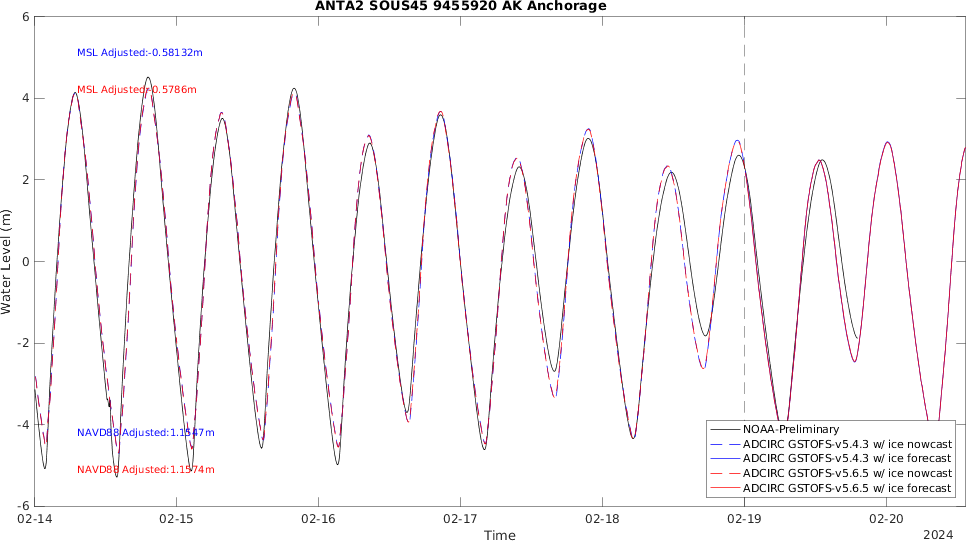 ANTA2 SOUS45 9455920 AK Anchorage
6
MSL Adjusted:-0.58132m
4
MSL Adjusted:-0.5786m
2
Water Level (m)
0
-2
-4
NAVD88 Adjusted:1.1547m
NAVD88 Adjusted:1.1574m
-6
NOAA-Preliminary
ADCIRC GSTOFS-v5.4.3 w/ ice nowcast
ADCIRC GSTOFS-v5.4.3 w/ ice forecast
ADCIRC GSTOFS-v5.6.5 w/ ice nowcast
ADCIRC GSTOFS-v5.6.5 w/ ice forecast
02-14 02-15 02-16 02-17 02-18 02-19 02-20
Time
2024